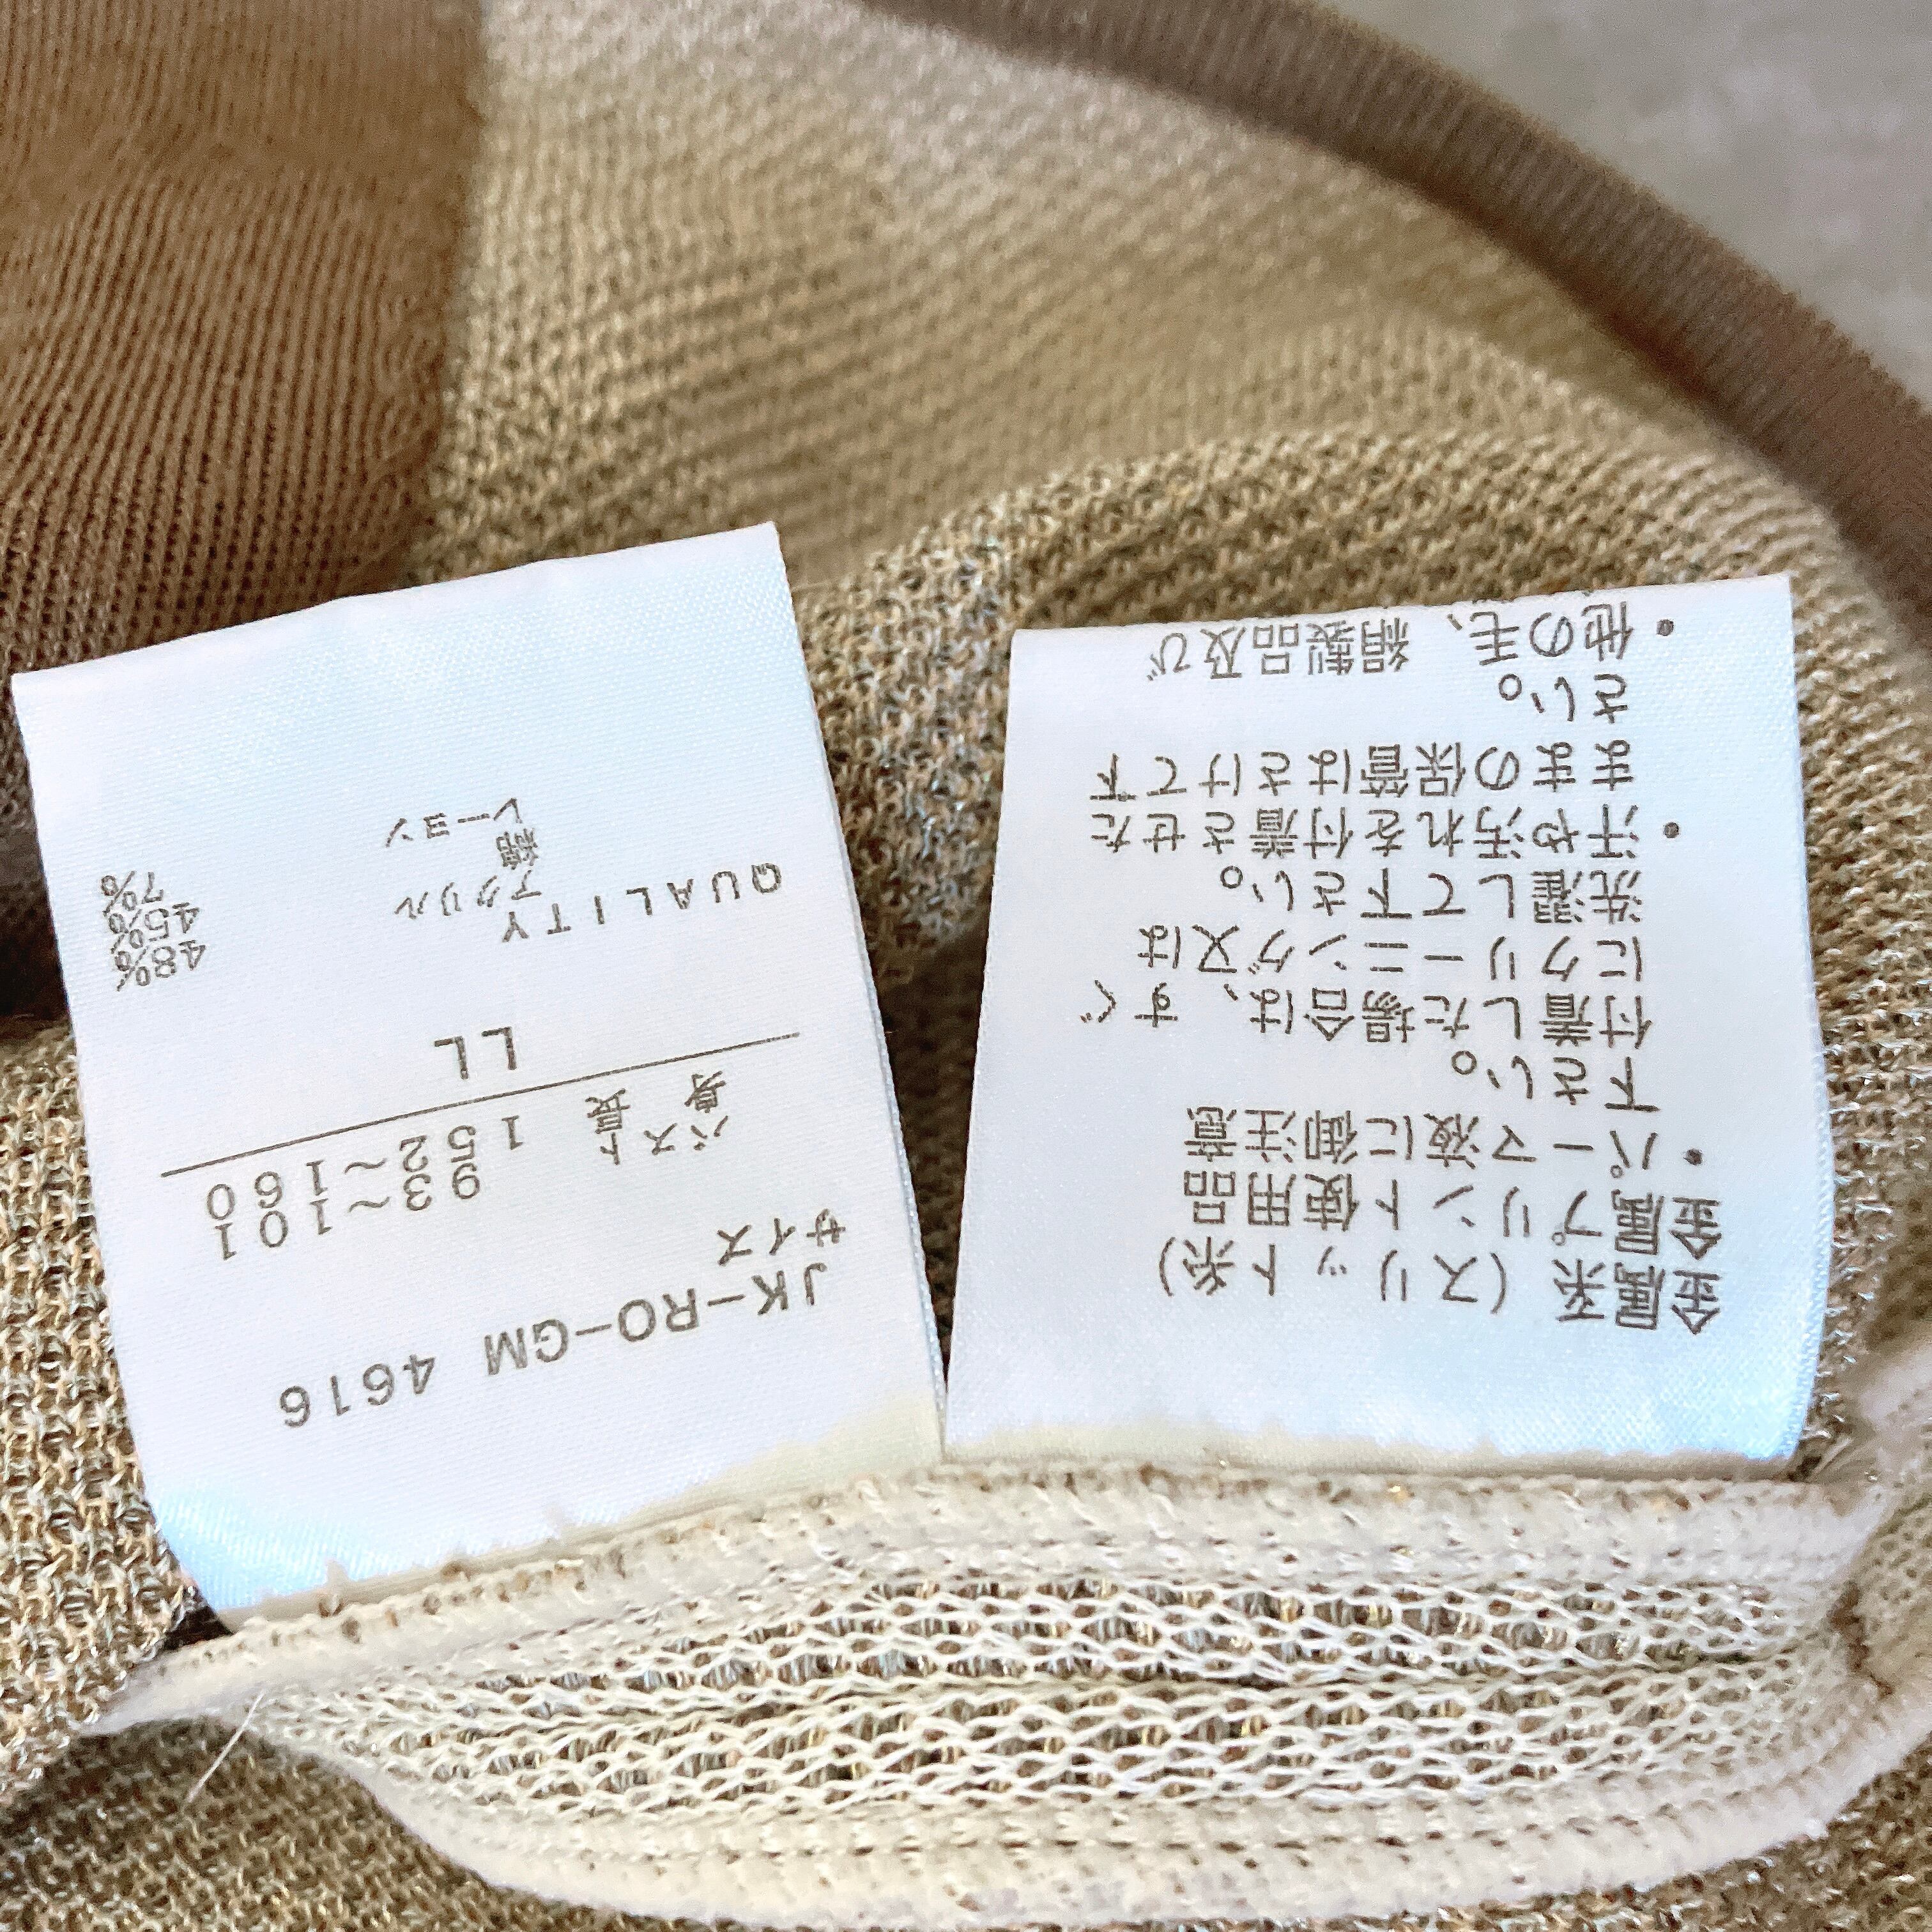 金属糸（スリット糸）
金属プリント使用品
・パーマ液に御注意
下さい。
付着した場合は、すぐ
にクリーニング又は
洗濯して下さい。
・汗や汚れを付着させた
ままの保管はさけて下
さい。
・他の毛、絹製品及び
JK−RO−GM 4616
サイズ
バスト 93〜101
身長 152〜160
LL
QUALITY
アクリル 48%
綿 45%
レーヨン 7%